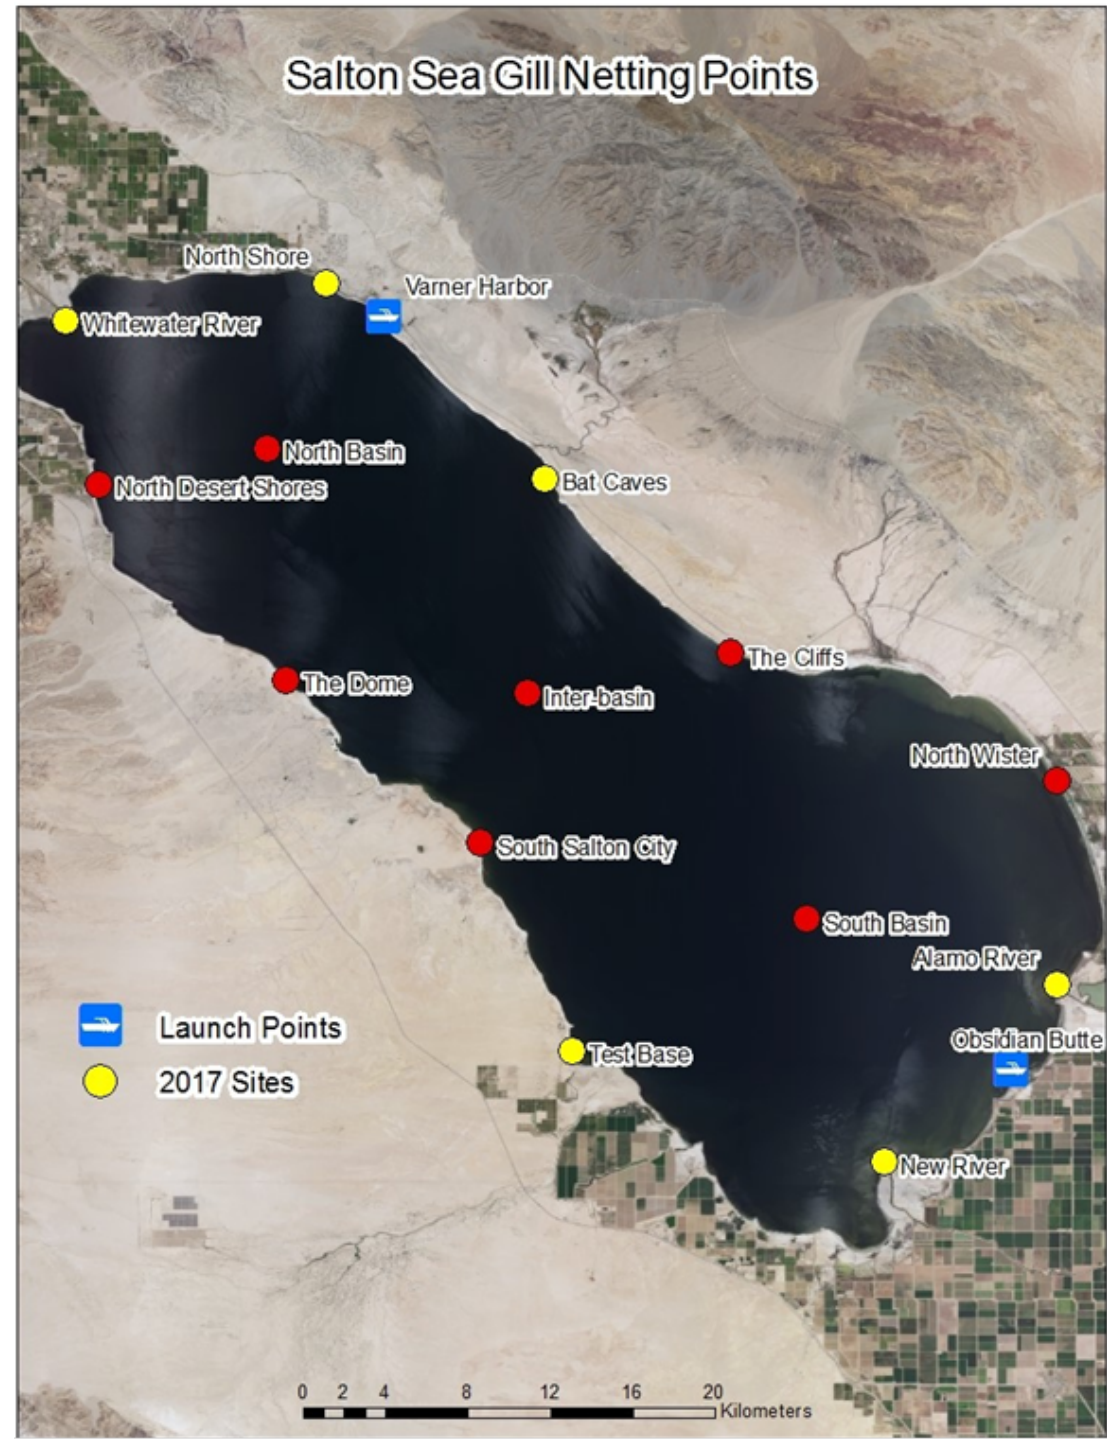 Salton Sea Gill Netting Points
North Shore
Varner Harbor
Whitewater River
North Basin
Bat Caves
North Desert Shores
The Cliffs
The Dome
Inter-basin
North Wister
South Salton City
South Basin
Alamo River
Launch Points
Obsidian Butte
Test Base
2017 Sites
New River
0 2 4 8 12 16 20
Kilometers